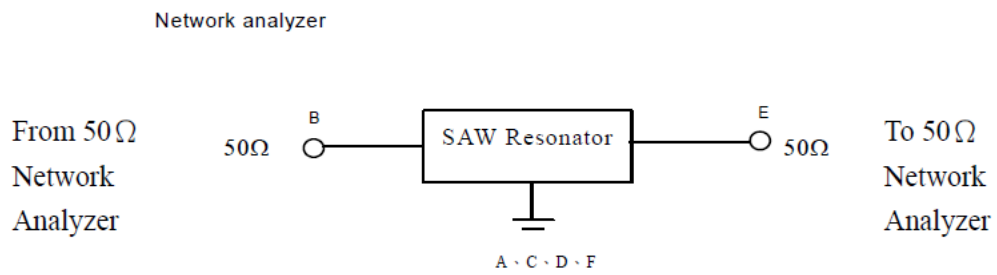 Network analyzer
From 50Ω
Network
Analyzer
50Ω
B
SAW Resonator
E
50Ω
To 50Ω
Network
Analyzer
A、C、D、F